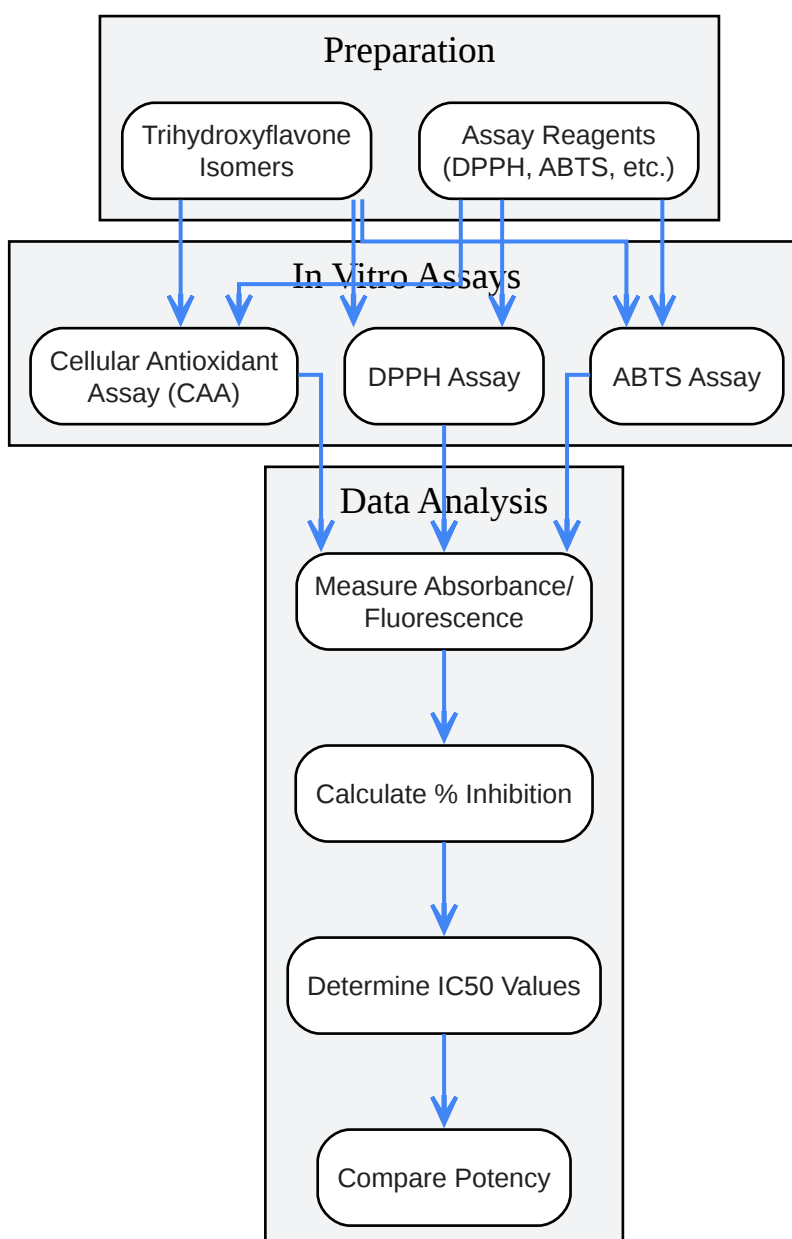 Preparation
Trihydroxyflavone
Isomers
Assay Reagents
(DPPH, ABTS, etc.)
In Vitro Assays
Cellular Antioxidant
Assay (CAA)
DPPH Assay
ABTS Assay
Data Analysis
Measure Absorbance/
Fluorescence
Calculate % Inhibition
Determine IC50 Values
Compare Potency